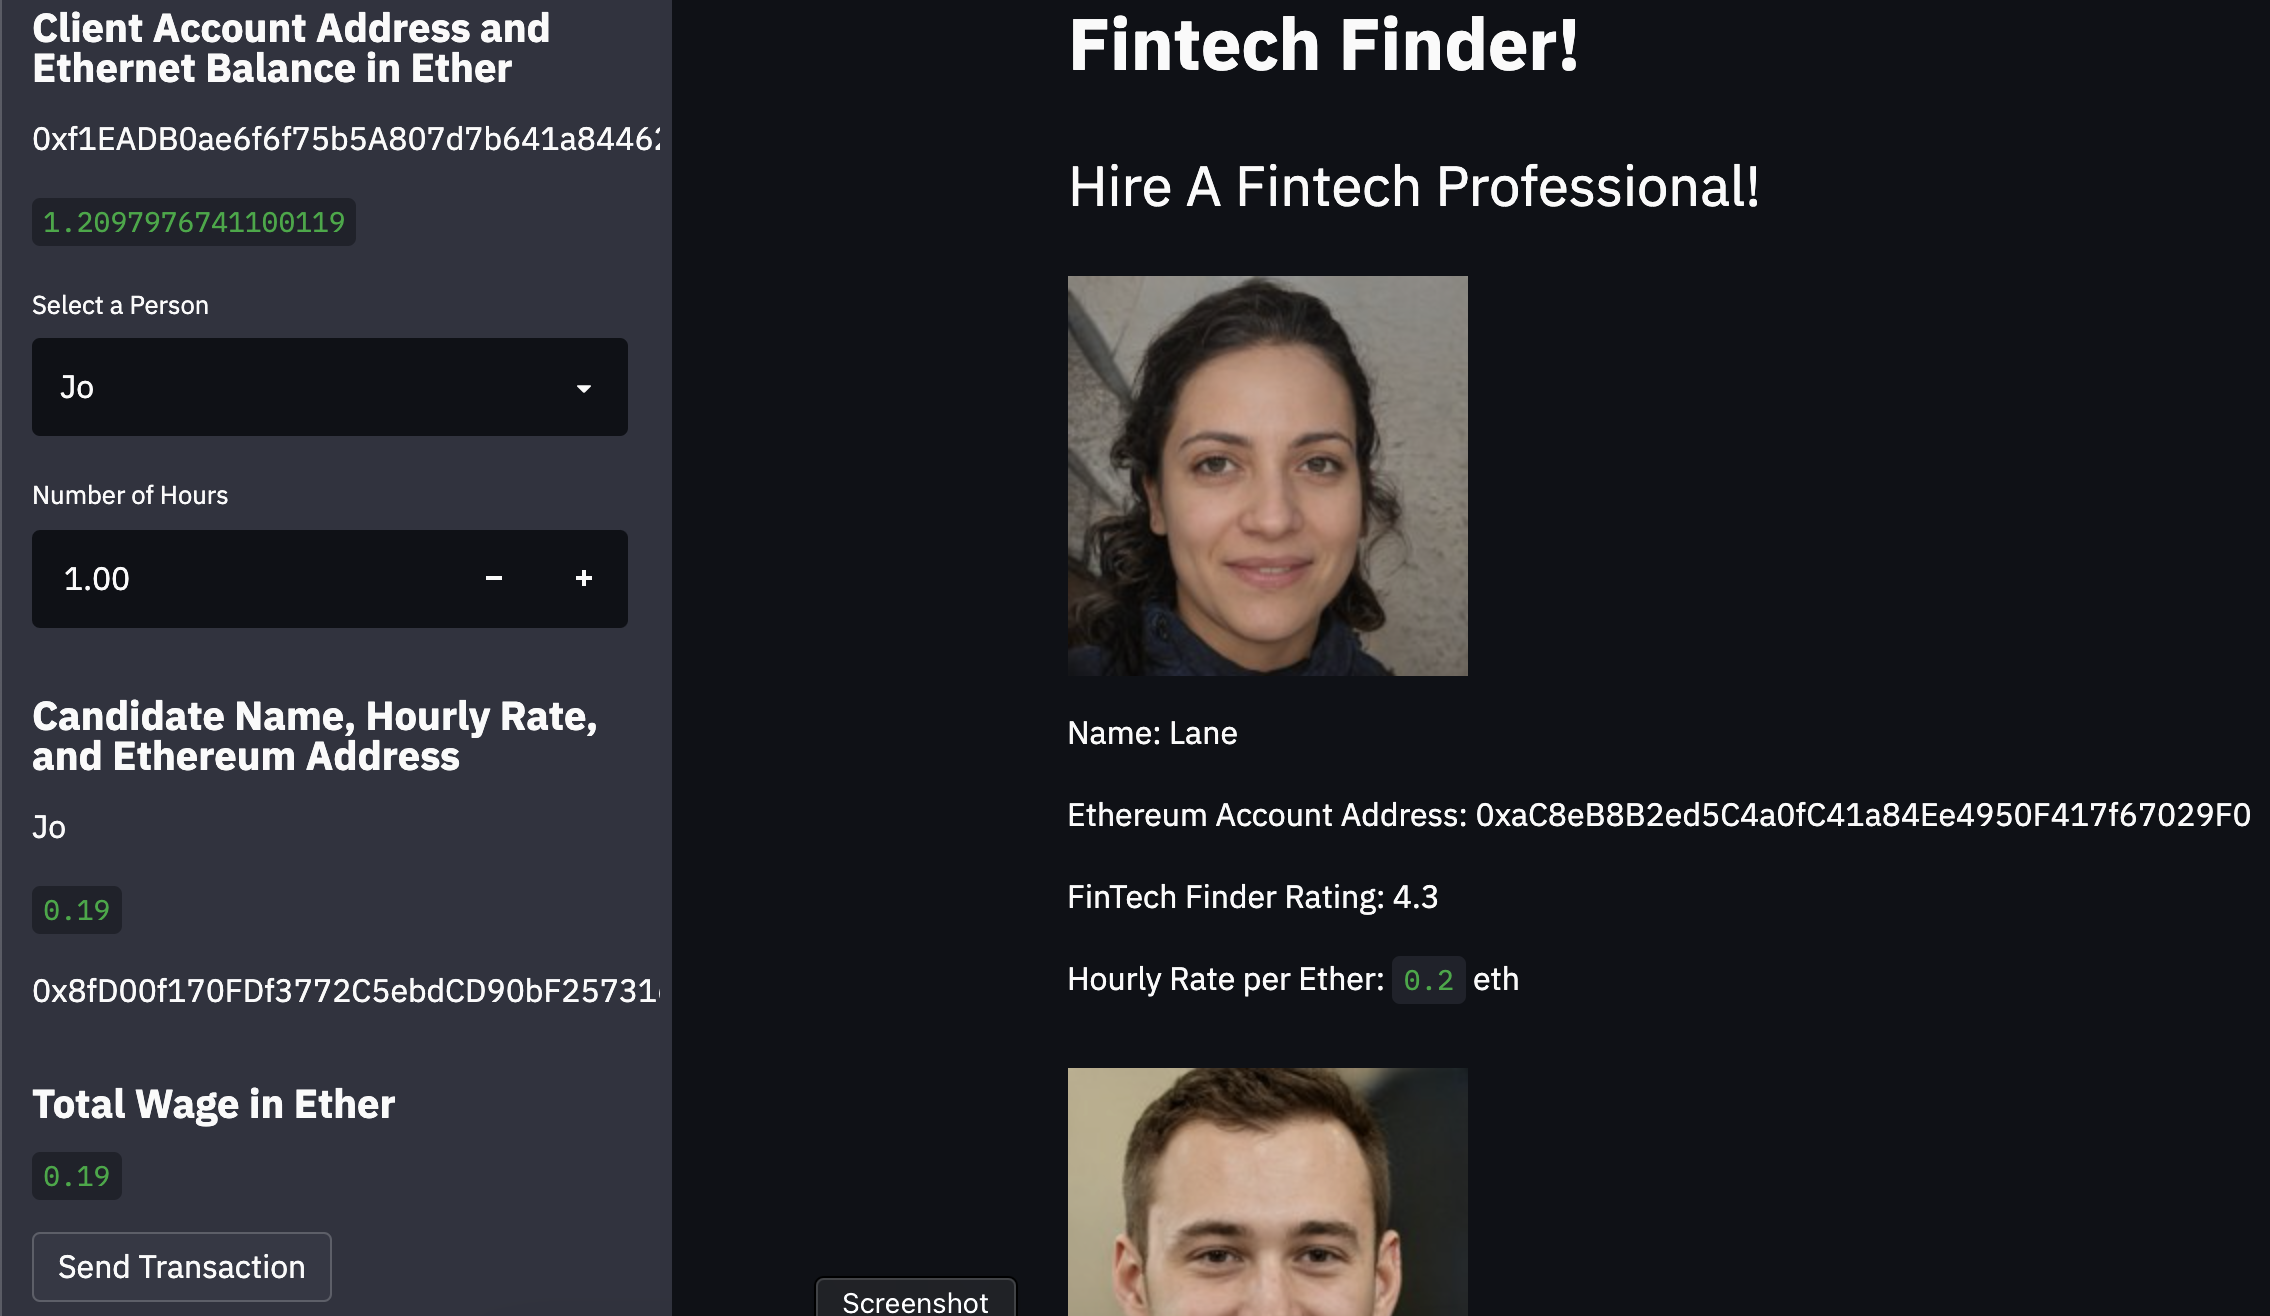 Client Account Address and
Ethernet Balance in Ether
0xf1EADB0ae6f6f75b5A807d7b641a84462
1.2097976741100119
Select a Person
Jo
Number of Hours
1.00 − +
Candidate Name, Hourly Rate,
and Ethereum Address
Jo
0.19
0x8fD00f170FDf3772C5ebdCD90bF25731
Total Wage in Ether
0.19
Send Transaction
Fintech Finder!
Hire A Fintech Professional!
Name: Lane
Ethereum Account Address: 0xaC8eB8B2ed5C4a0fC41a84Ee4950F417f67029F0
FinTech Finder Rating: 4.3
Hourly Rate per Ether: 0.2 eth
Screenshot